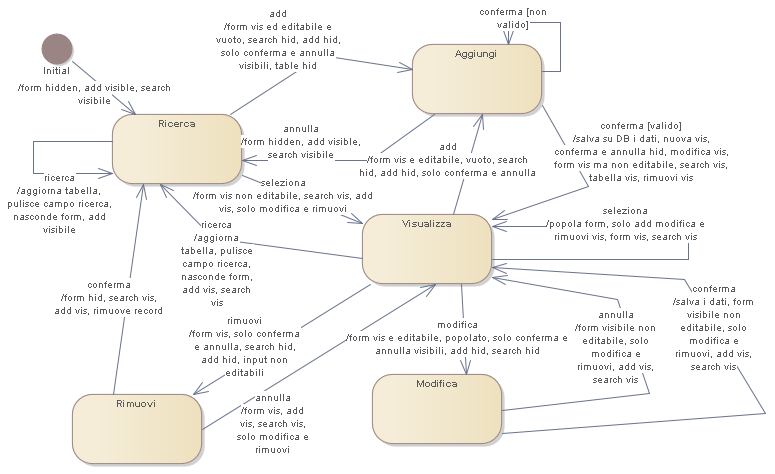 add
/form vis ed editabile e
vuoto, search hid, add hid,
solo conferma e annulla
visibili, table hid
conferma [non
valido]
Aggiungi
Initial
/form hidden, add visible, search
visibile
Ricerca
annulla
/form hidden, add visible,
search visibile
conferma [valido]
/salva su DB i dati, nuova vis,
conferma e annulla hid, modifica vis,
form vis ma non editabile, search vis,
tabella vis, rimuovi vis
add
/form vis e editabile, vuoto, search
hid, add hid, solo conferma e annulla
ricerca
/aggiorna tabella,
pulisce campo ricerca,
nasconde form, add
visibile
seleziona
/form vis non editabile, search vis, add
vis, solo modifica e rimuovi
Visualizza
seleziona
/popola form, solo add modifica e
rimuovi vis, form vis, search vis
ricerca
/aggiorna
tabella, pulisce
campo ricerca,
nasconde form,
add vis, search
vis
conferma
/form hid, search vis,
add vis, rimuove record
rimuovi
/form vis, solo conferma
e annulla, search hid,
add hid, input non
editabili
modifica
/form vis e editabile, popolato, solo conferma e
annulla visibili, add hid, search hid
annulla
/form visibile non
editabile, solo
modifica e
rimuovi, add vis,
search vis
conferma
/salva i dati, form
visibile non
editabile, solo
modifica e
rimuovi, add vis,
search vis
Rimuovi
annulla
/form vis, add
vis, search vis,
solo modifica e
rimuovi
Modifica